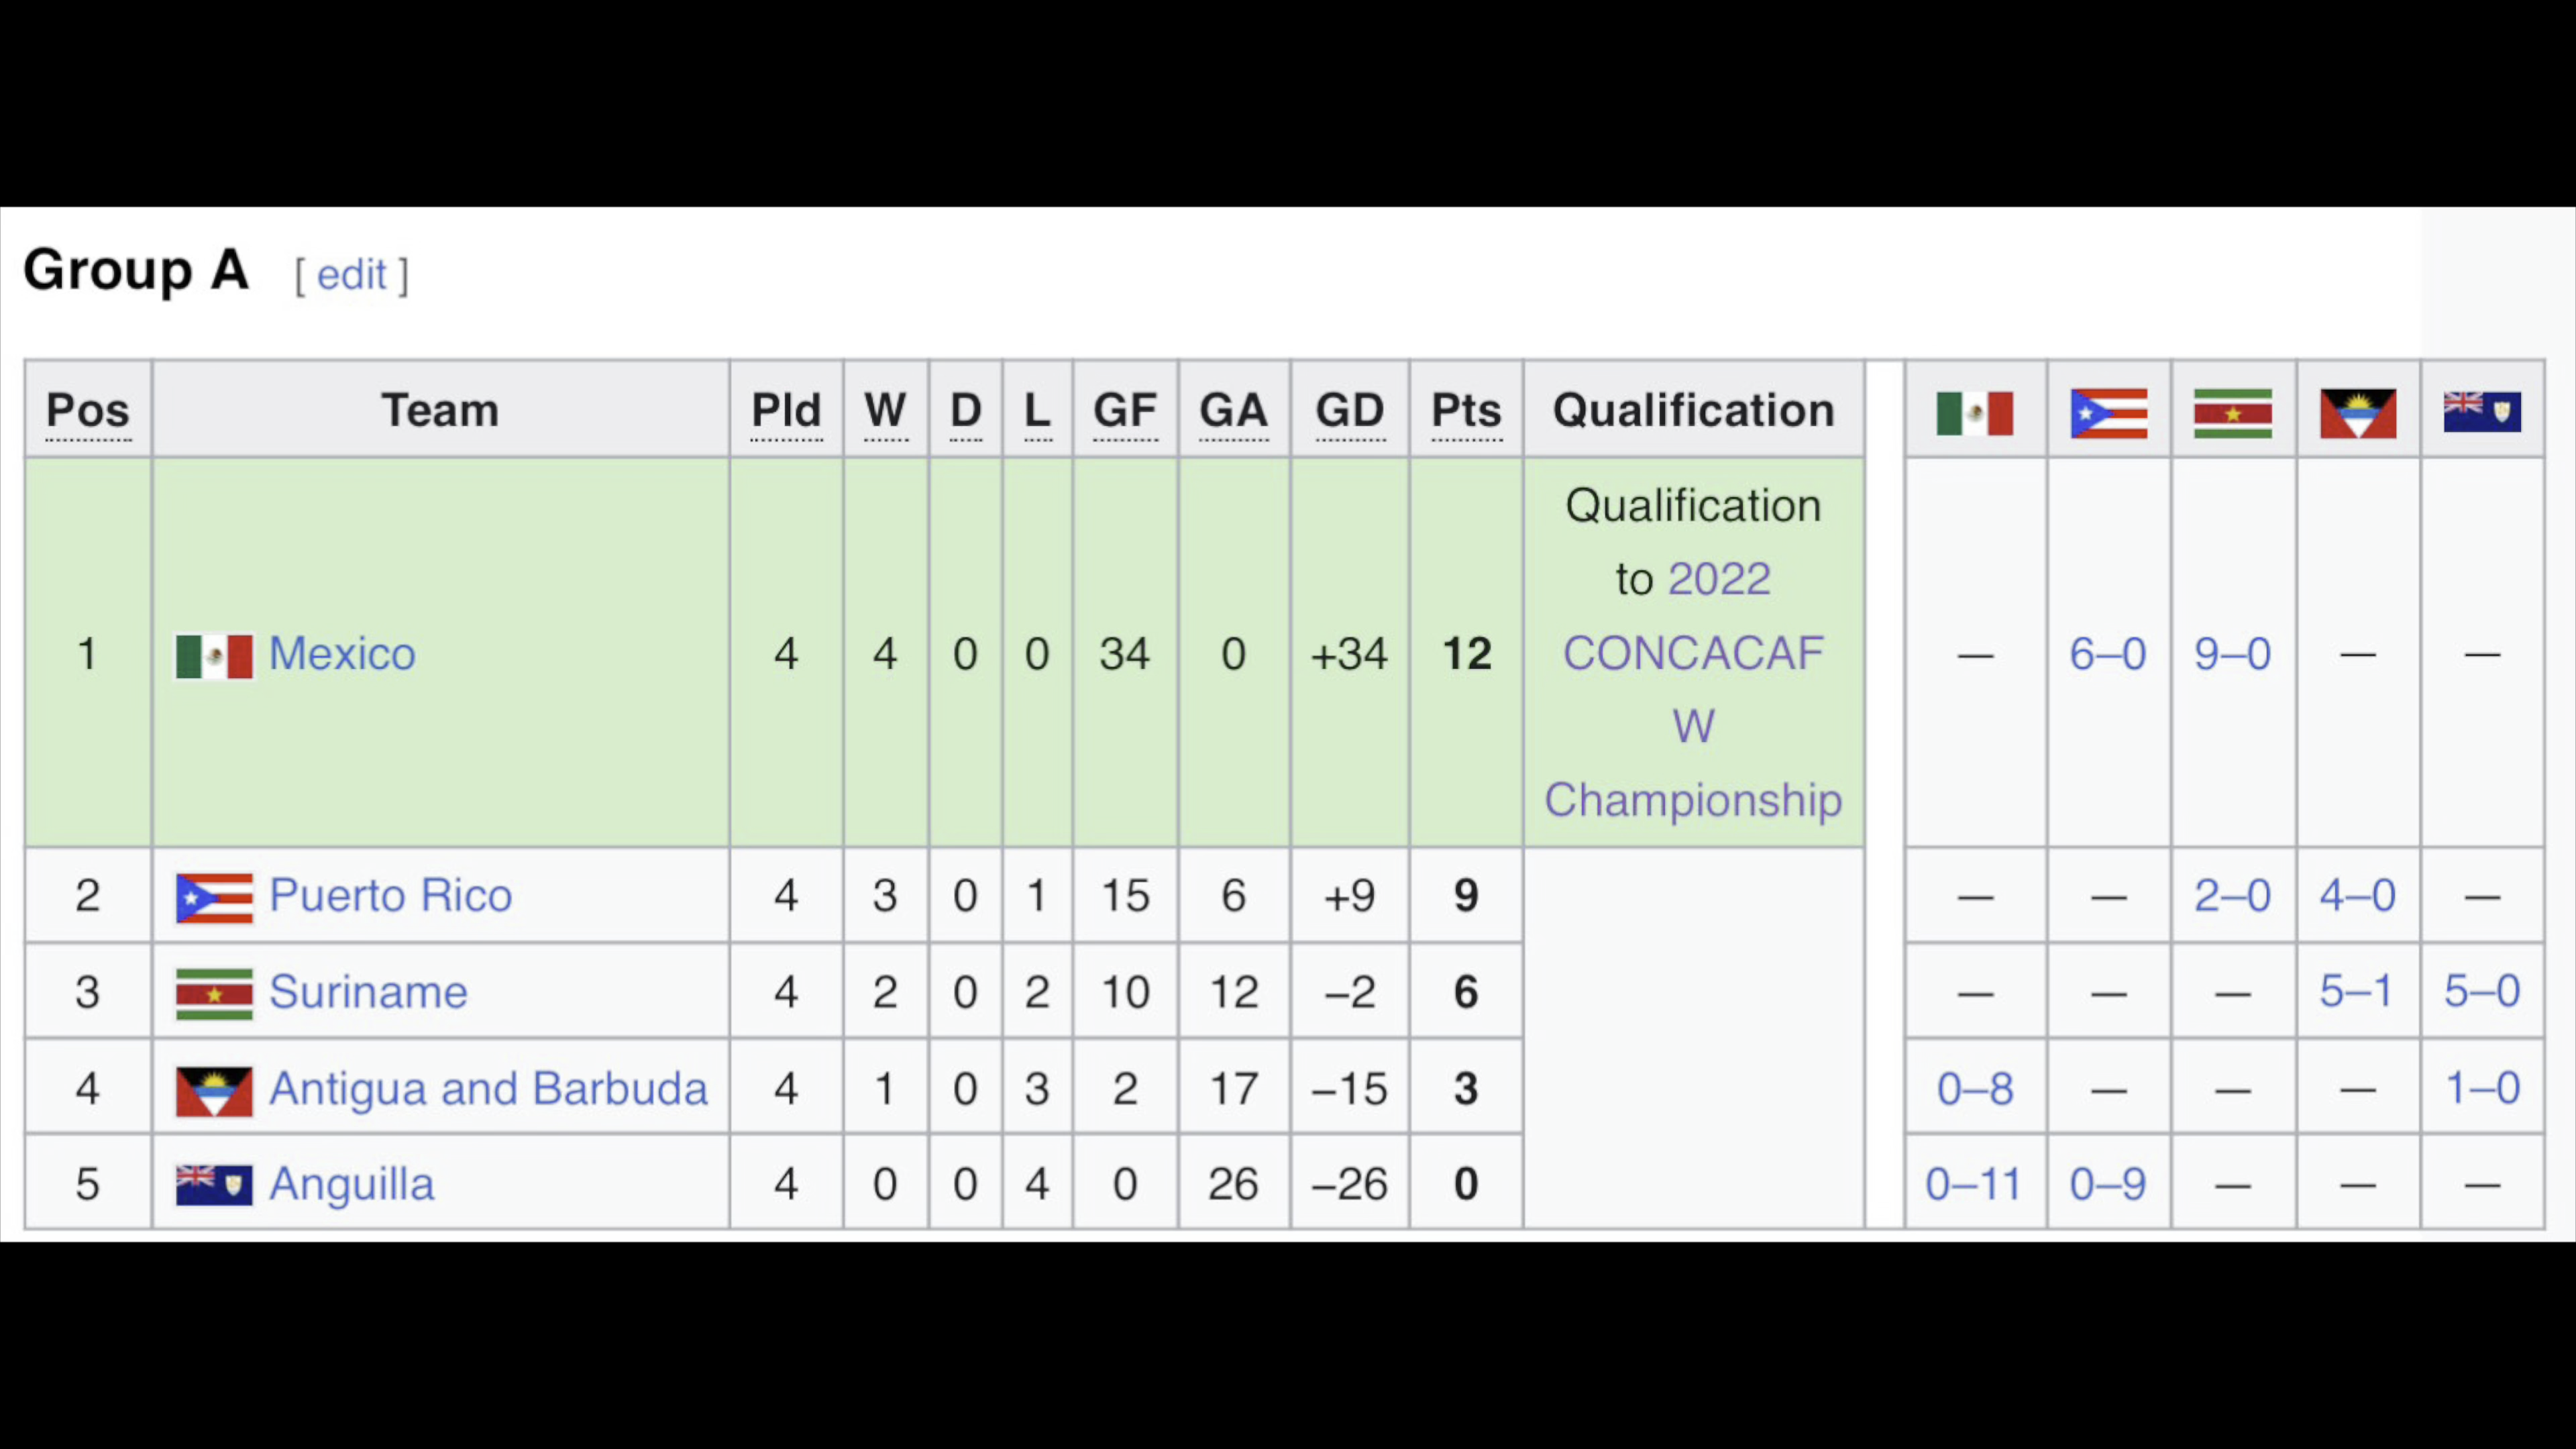 Group A [ edit ]
Pos Team Pld W D L GF GA GD Pts Qualification
1 Mexico 4 4 0 0 34 0 +34 12 Qualification to 2022 CONCACAF W Championship — 6–0 9–0 — —
2 Puerto Rico 4 3 0 1 15 6 +9 9 — — 2–0 4–0 —
3 Suriname 4 2 0 2 10 12 −2 6 — — — 5–1 5–0
4 Antigua and Barbuda 4 1 0 3 2 17 −15 3 0–8 — — — 1–0
5 Anguilla 4 0 0 4 0 26 −26 0 0–11 0–9 — — —